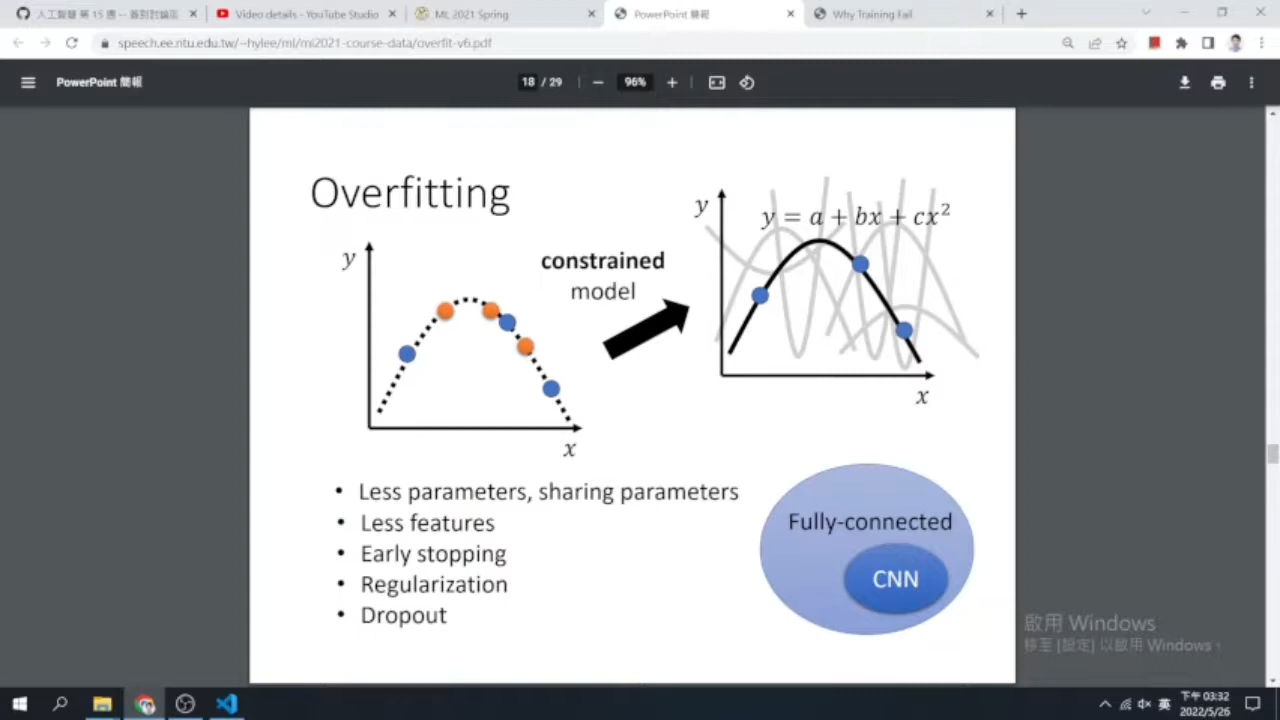 人工智慧 第 15 週 -- 簽到討論區
Video details - YouTube Studio
ML 2021 Spring
PowerPoint 簡報
Why Training Fail
speech.ee.ntu.edu.tw/~hylee/ml/ml2021-course-data/overfit-v6.pdf
PowerPoint 簡報
18 / 29
96%
Overfitting
y
x
constrained
model
y
y = a + bx + cx²
x
• Less parameters, sharing parameters
• Less features
• Early stopping
• Regularization
• Dropout
Fully-connected
CNN
啟用 Windows
移至 [設定] 以啟用 Windows。
英
下午 03:32
2022/5/26